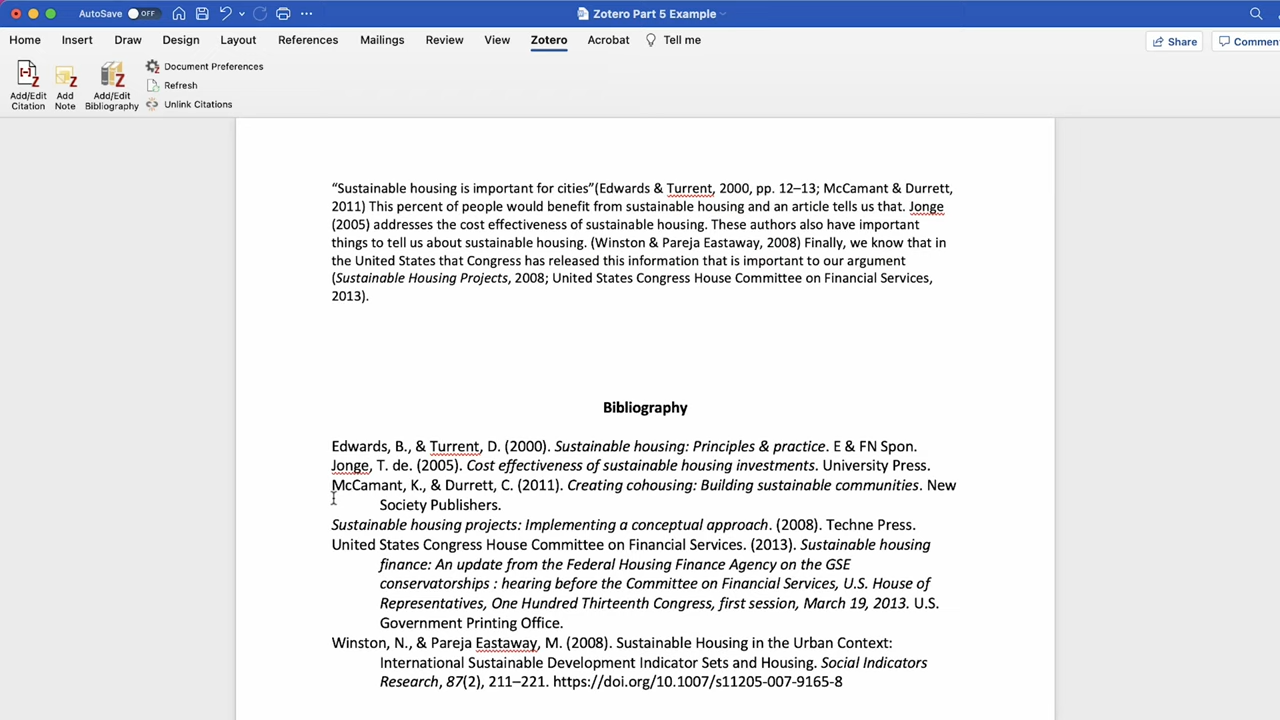 AutoSave OFF ··· Zotero Part 5 Example
Home Insert Draw Design Layout References Mailings Review View Zotero Acrobat Tell me Share Commen
Add/Edit Citation
Add Note
Add/Edit Bibliography
Document Preferences
Refresh
Unlink Citations
“Sustainable housing is important for cities”(Edwards & Turrent, 2000, pp. 12–13; McCamant & Durrett,
2011) This percent of people would benefit from sustainable housing and an article tells us that. Jonge
(2005) addresses the cost effectiveness of sustainable housing. These authors also have important
things to tell us about sustainable housing. (Winston & Pareja Eastaway, 2008) Finally, we know that in
the United States that Congress has released this information that is important to our argument
(Sustainable Housing Projects, 2008; United States Congress House Committee on Financial Services,
2013).
Bibliography
Edwards, B., & Turrent, D. (2000). Sustainable housing: Principles & practice. E & FN Spon.
Jonge, T. de. (2005). Cost effectiveness of sustainable housing investments. University Press.
McCamant, K., & Durrett, C. (2011). Creating cohousing: Building sustainable communities. New
Society Publishers.
Sustainable housing projects: Implementing a conceptual approach. (2008). Techne Press.
United States Congress House Committee on Financial Services. (2013). Sustainable housing
finance: An update from the Federal Housing Finance Agency on the GSE
conservatorships : hearing before the Committee on Financial Services, U.S. House of
Representatives, One Hundred Thirteenth Congress, first session, March 19, 2013. U.S.
Government Printing Office.
Winston, N., & Pareja Eastaway, M. (2008). Sustainable Housing in the Urban Context:
International Sustainable Development Indicator Sets and Housing. Social Indicators
Research, 87(2), 211–221. https://doi.org/10.1007/s11205-007-9165-8